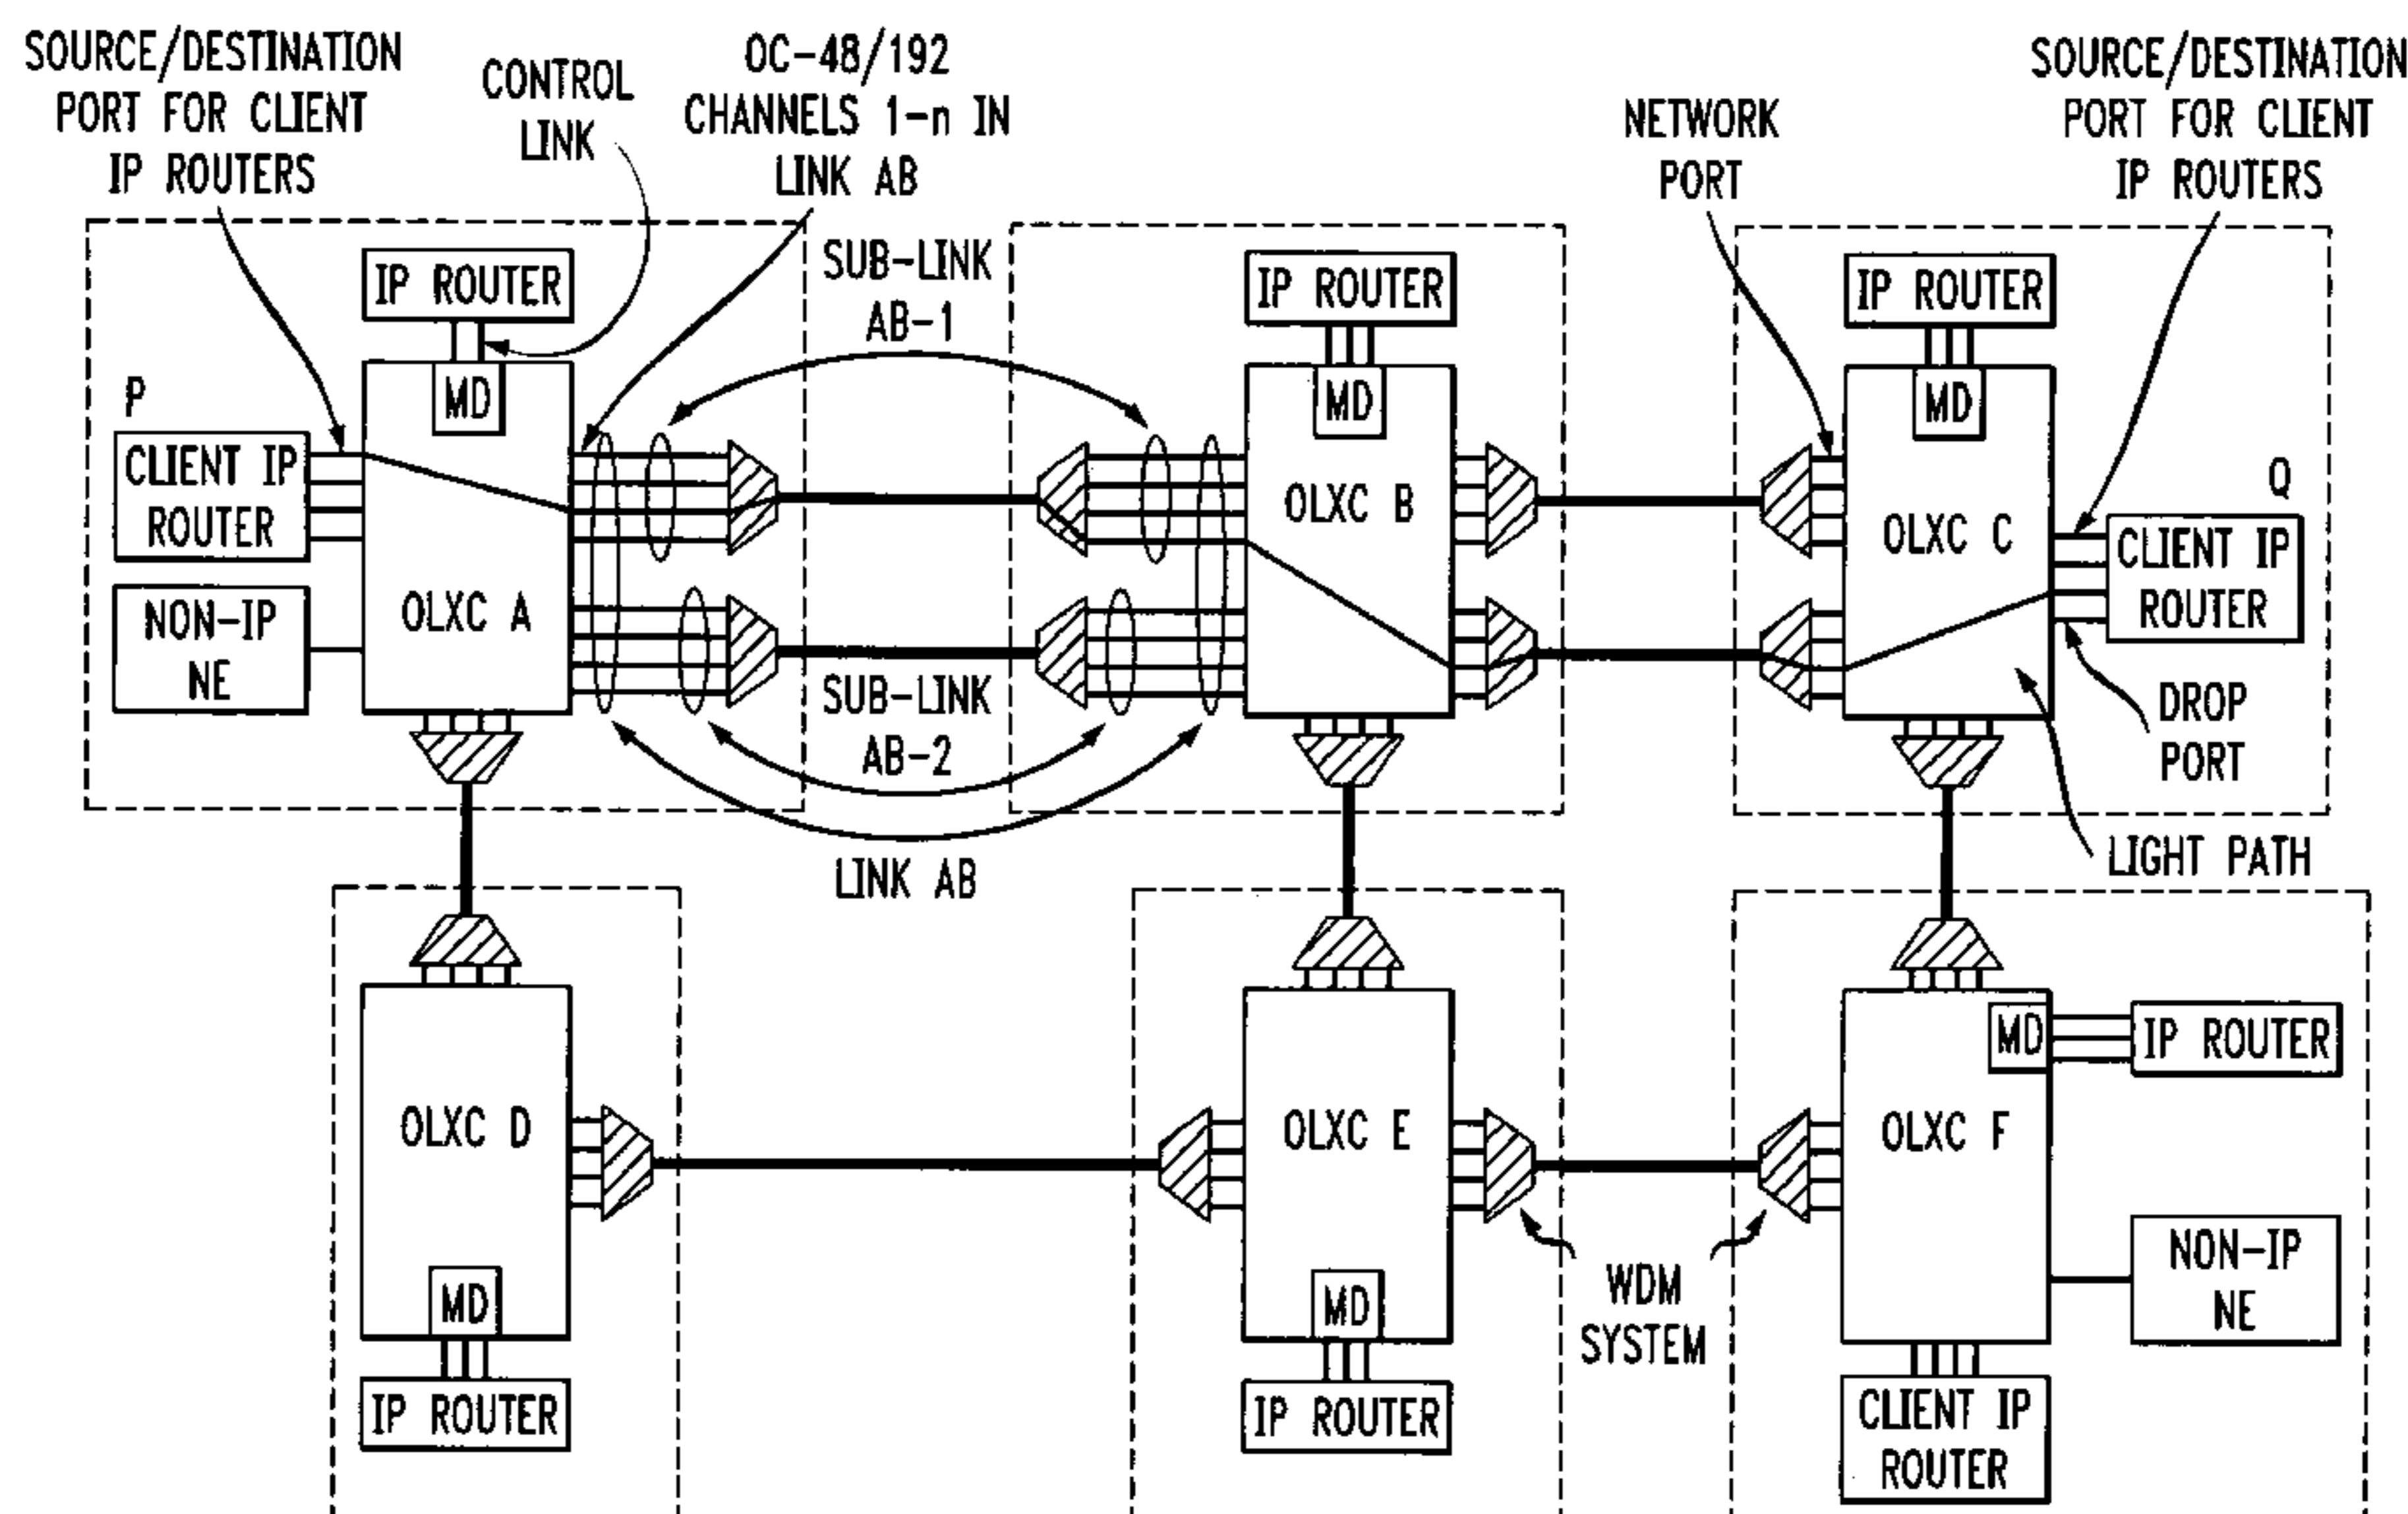 SOURCE/DESTINATION
PORT FOR CLIENT
IP ROUTERS
CONTROL
LINK
OC-48/192
CHANNELS 1-n IN
LINK AB
NETWORK
PORT
SOURCE/DESTINATION
PORT FOR CLIENT
IP ROUTERS
IP ROUTER
SUB-LINK
AB-1
IP ROUTER
IP ROUTER
P
MD
MD
MD
CLIENT IP
ROUTER
OLXC B
OLXC C
Q
CLIENT IP
ROUTER
NON-IP
NE
OLXC A
SUB-LINK
AB-2
DROP
PORT
LINK AB
LIGHT PATH
OLXC D
OLXC E
OLXC F
MD
IP ROUTER
MD
MD
WDM
SYSTEM
NON-IP
NE
IP ROUTER
IP ROUTER
CLIENT IP
ROUTER